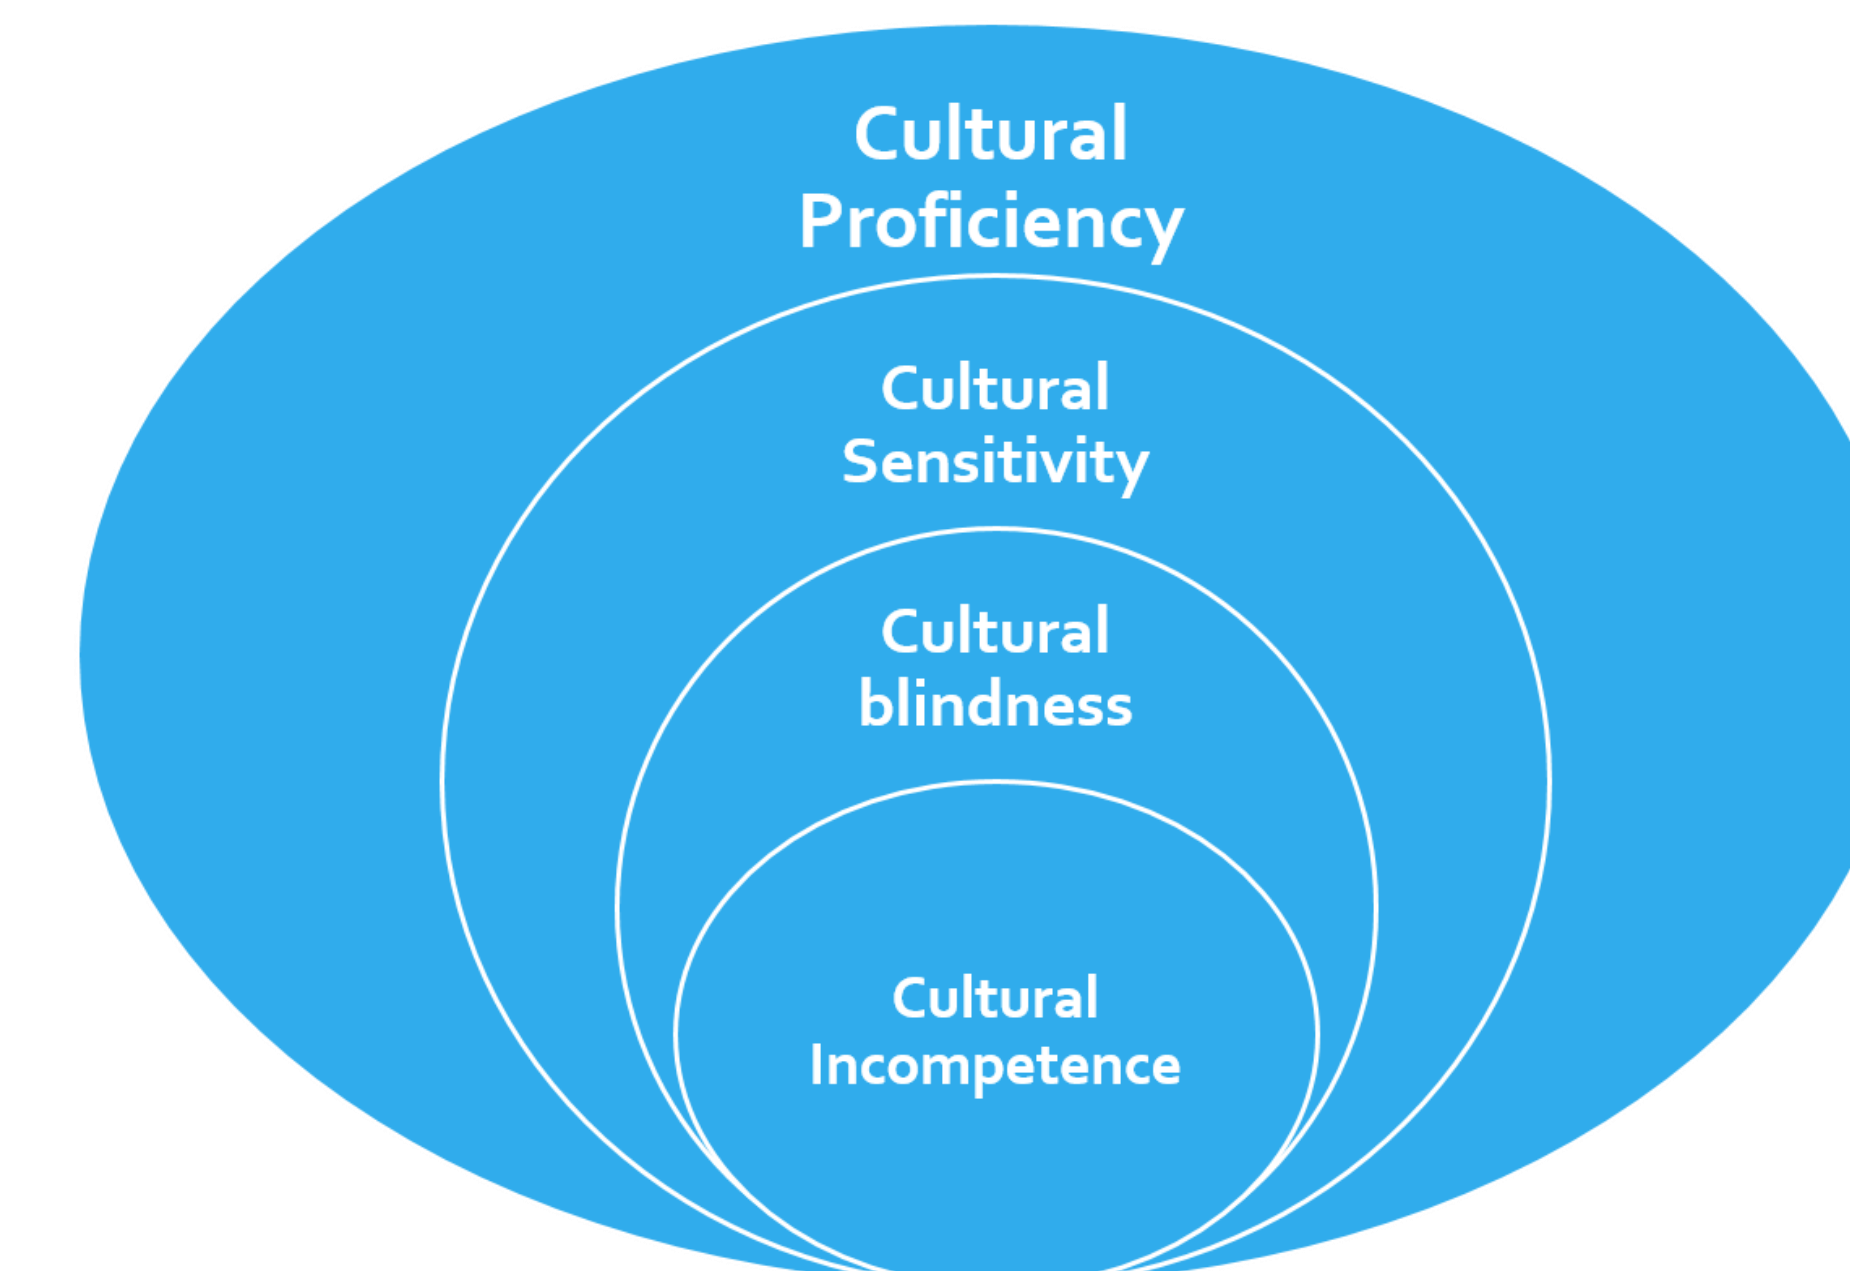 Cultural
Proficiency
Cultural
Sensitivity
Cultural
blindness
Cultural
Incompetence